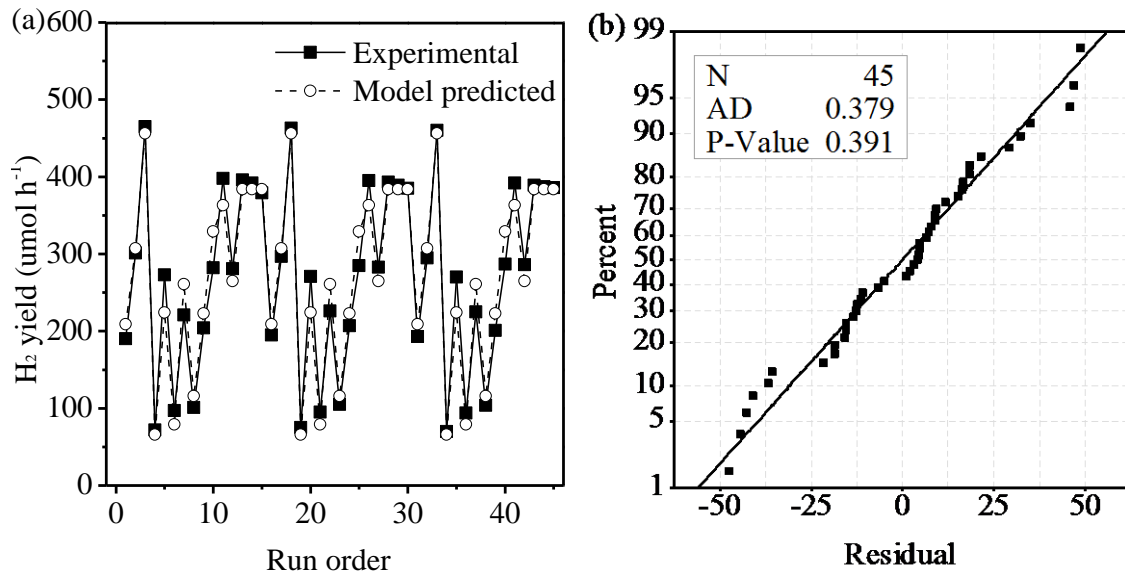 (a)
600
500
400
300
200
100
0
H₂ yield (umol h⁻¹)
Experimental
Model predicted
0 10 20 30 40
Run order
(b)
99
95
90
80
70
60
50
40
30
20
10
5
1
Percent
N 45
AD 0.379
P-Value 0.391
-50 -25 0 25 50
Residual